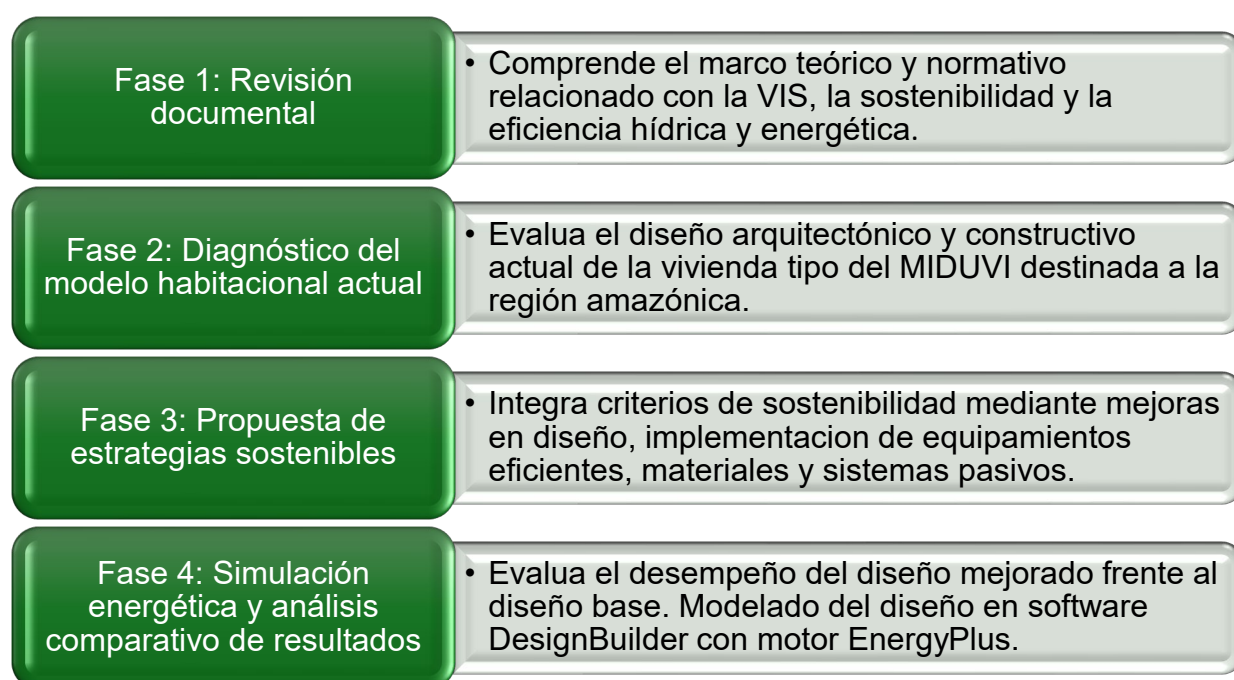 Fase 1: Revisión
documental
• Comprende el marco teórico y normativo
relacionado con la VIS, la sostenibilidad y la
eficiencia hídrica y energética.
Fase 2: Diagnóstico del
modelo habitacional actual
• Evalua el diseño arquitectónico y constructivo
actual de la vivienda tipo del MIDUVI destinada a la
región amazónica.
Fase 3: Propuesta de
estrategias sostenibles
• Integra criterios de sostenibilidad mediante mejoras
en diseño, implementacion de equipamientos
eficientes, materiales y sistemas pasivos.
Fase 4: Simulación
energética y análisis
comparativo de resultados
• Evalua el desempeño del diseño mejorado frente al
diseño base. Modelado del diseño en software
DesignBuilder con motor EnergyPlus.